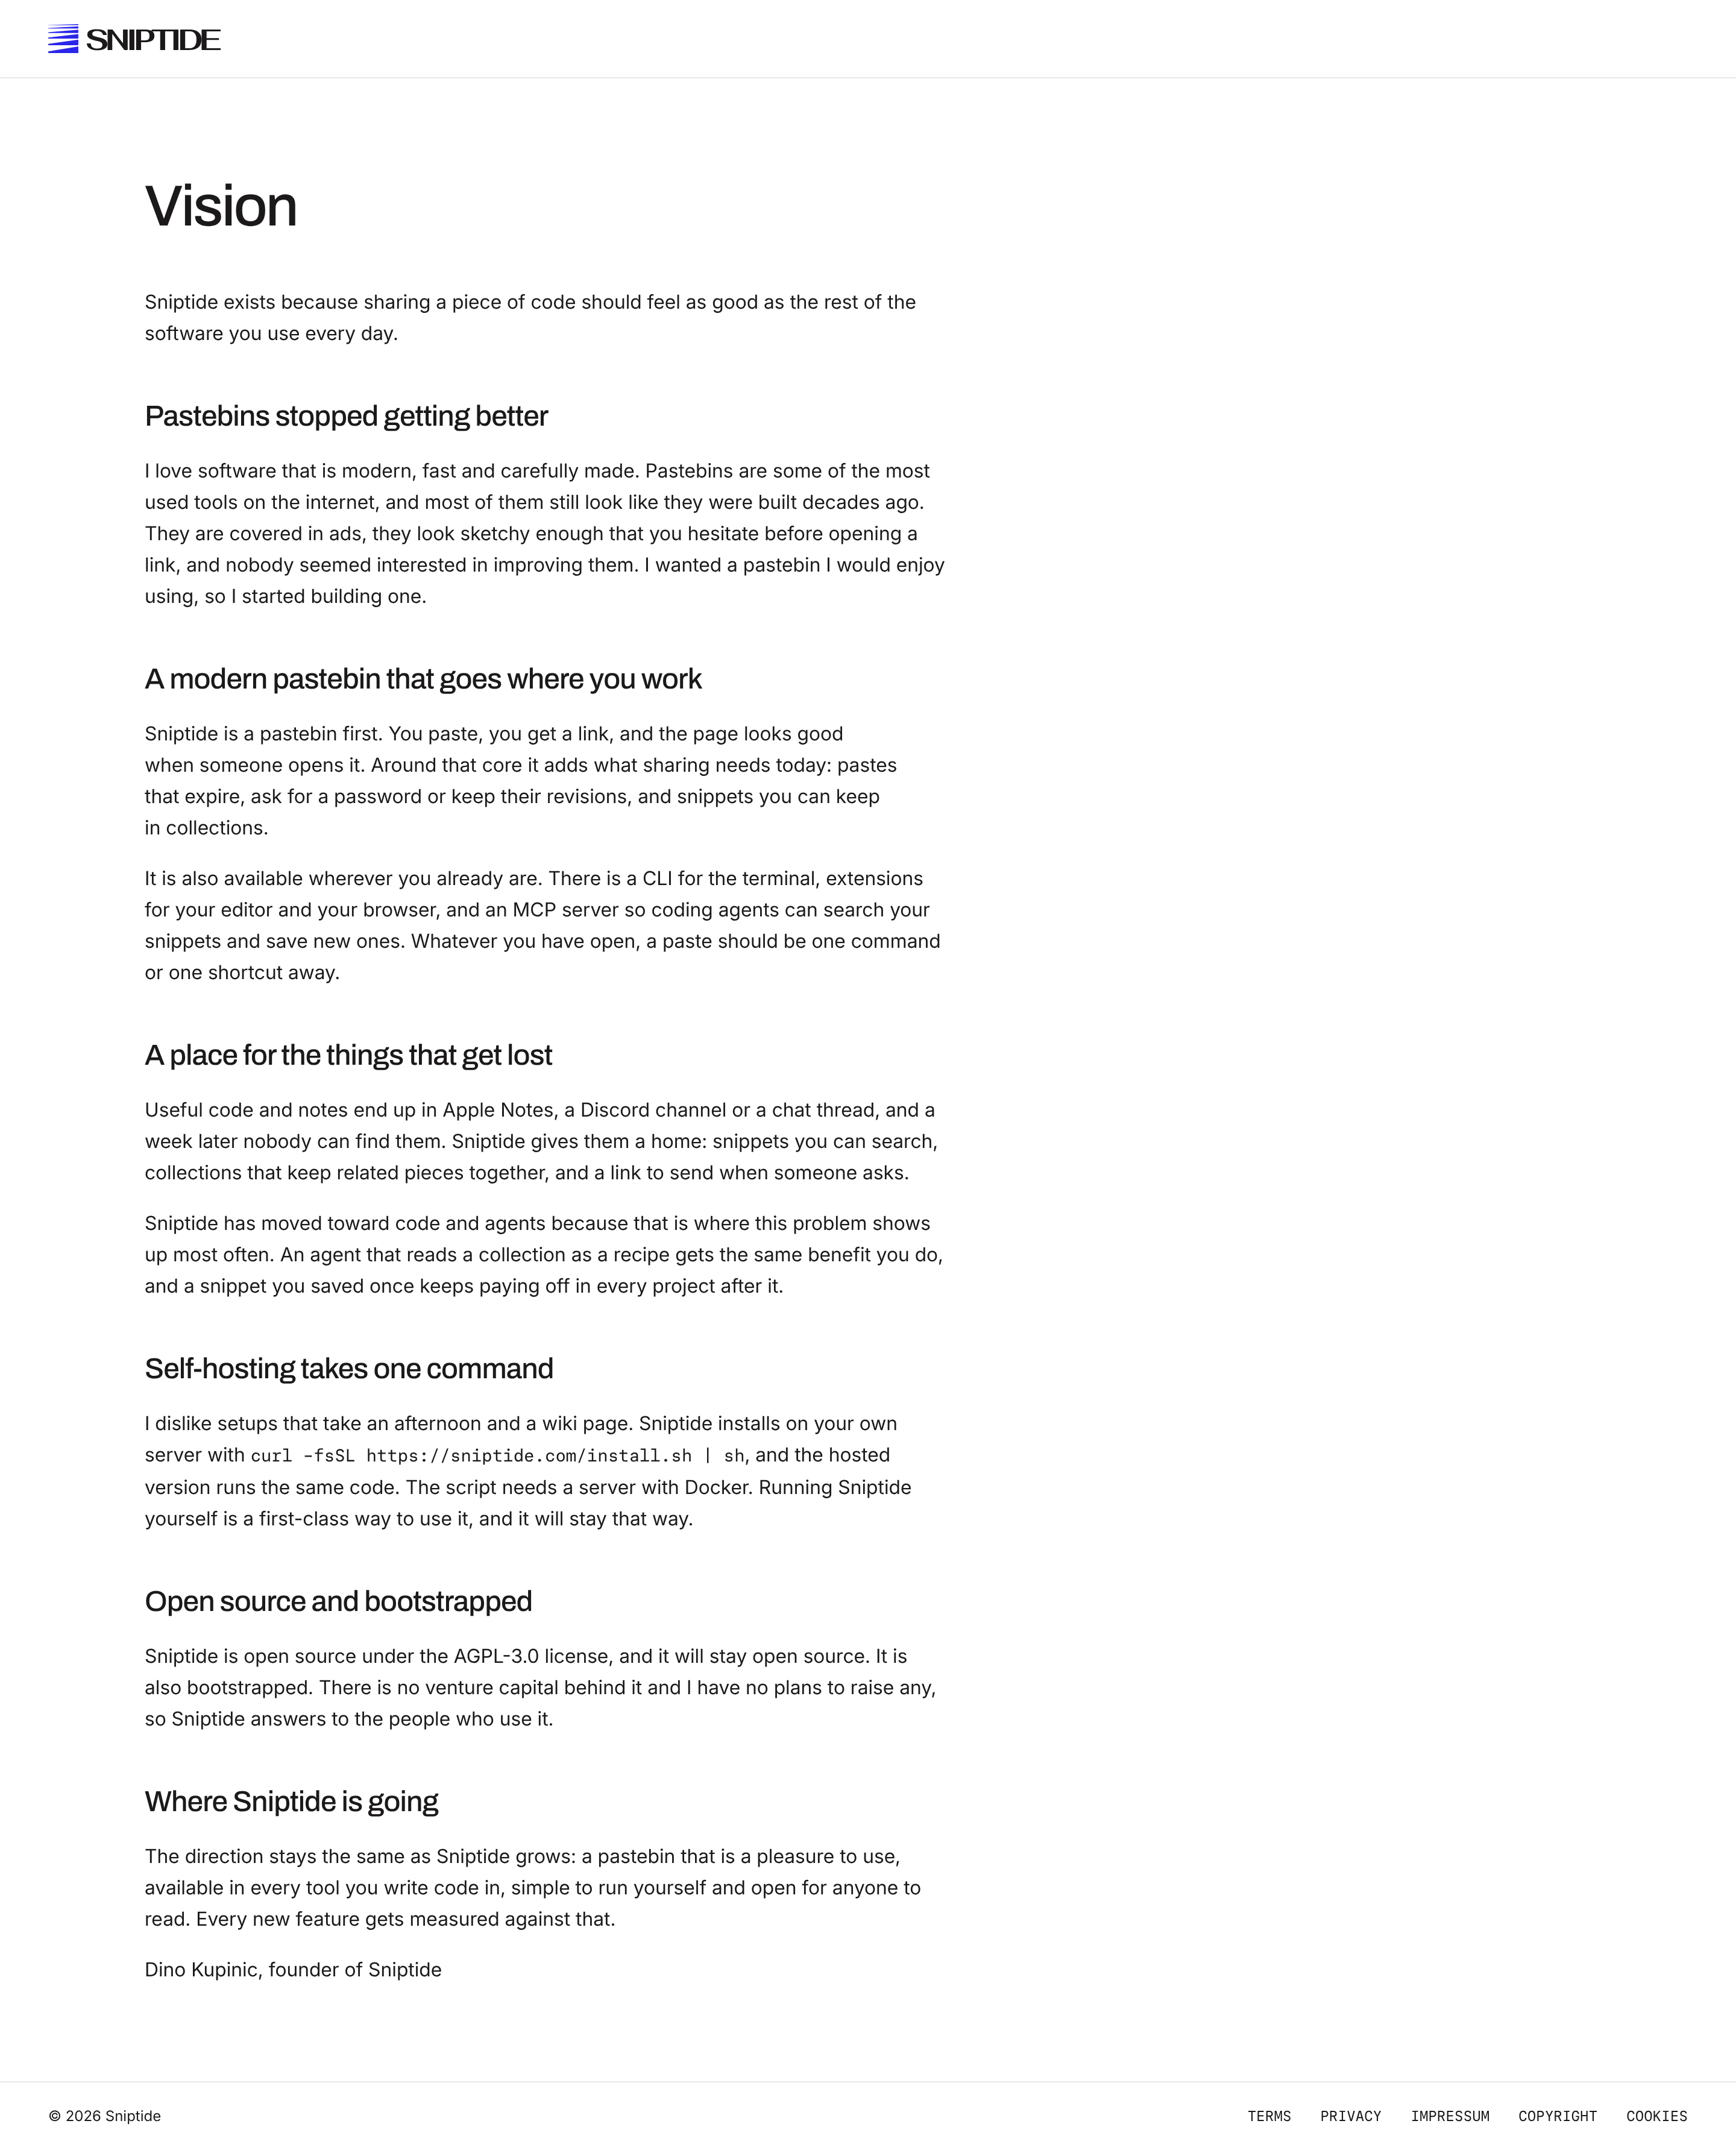 SNIPTIDE
Vision
Sniptide exists because sharing a piece of code should feel as good as the rest of the
software you use every day.
Pastebins stopped getting better
I love software that is modern, fast and carefully made. Pastebins are some of the most
used tools on the internet, and most of them still look like they were built decades ago.
They are covered in ads, they look sketchy enough that you hesitate before opening a
link, and nobody seemed interested in improving them. I wanted a pastebin I would enjoy
using, so I started building one.
A modern pastebin that goes where you work
Sniptide is a pastebin first. You paste, you get a link, and the page looks good
when someone opens it. Around that core it adds what sharing needs today: pastes
that expire, ask for a password or keep their revisions, and snippets you can keep
in collections.
It is also available wherever you already are. There is a CLI for the terminal, extensions
for your editor and your browser, and an MCP server so coding agents can search your
snippets and save new ones. Whatever you have open, a paste should be one command
or one shortcut away.
A place for the things that get lost
Useful code and notes end up in Apple Notes, a Discord channel or a chat thread, and a
week later nobody can find them. Sniptide gives them a home: snippets you can search,
collections that keep related pieces together, and a link to send when someone asks.
Sniptide has moved toward code and agents because that is where this problem shows
up most often. An agent that reads a collection as a recipe gets the same benefit you do,
and a snippet you saved once keeps paying off in every project after it.
Self-hosting takes one command
I dislike setups that take an afternoon and a wiki page. Sniptide installs on your own
server with curl -fsSL https://sniptide.com/install.sh | sh, and the hosted
version runs the same code. The script needs a server with Docker. Running Sniptide
yourself is a first-class way to use it, and it will stay that way.
Open source and bootstrapped
Sniptide is open source under the AGPL-3.0 license, and it will stay open source. It is
also bootstrapped. There is no venture capital behind it and I have no plans to raise any,
so Sniptide answers to the people who use it.
Where Sniptide is going
The direction stays the same as Sniptide grows: a pastebin that is a pleasure to use,
available in every tool you write code in, simple to run yourself and open for anyone to
read. Every new feature gets measured against that.
Dino Kupinic, founder of Sniptide
© 2026 Sniptide TERMS PRIVACY IMPRESSUM COPYRIGHT COOKIES